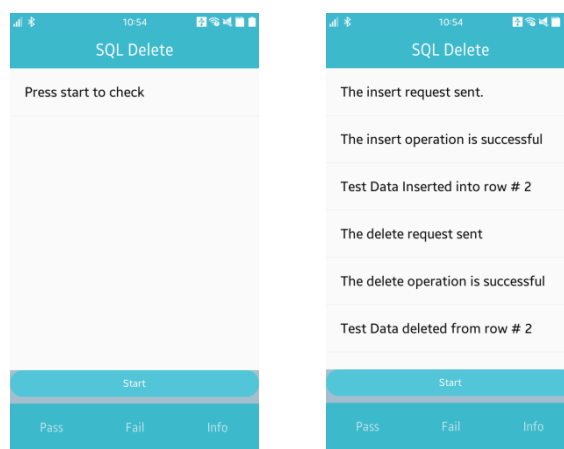 10:54
SQL Delete
Press start to check
Start
Pass Fail Info
10:54
SQL Delete
The insert request sent.
The insert operation is successful
Test Data Inserted into row # 2
The delete request sent
The delete operation is successful
Test Data deleted from row # 2
Start
Pass Fail Info